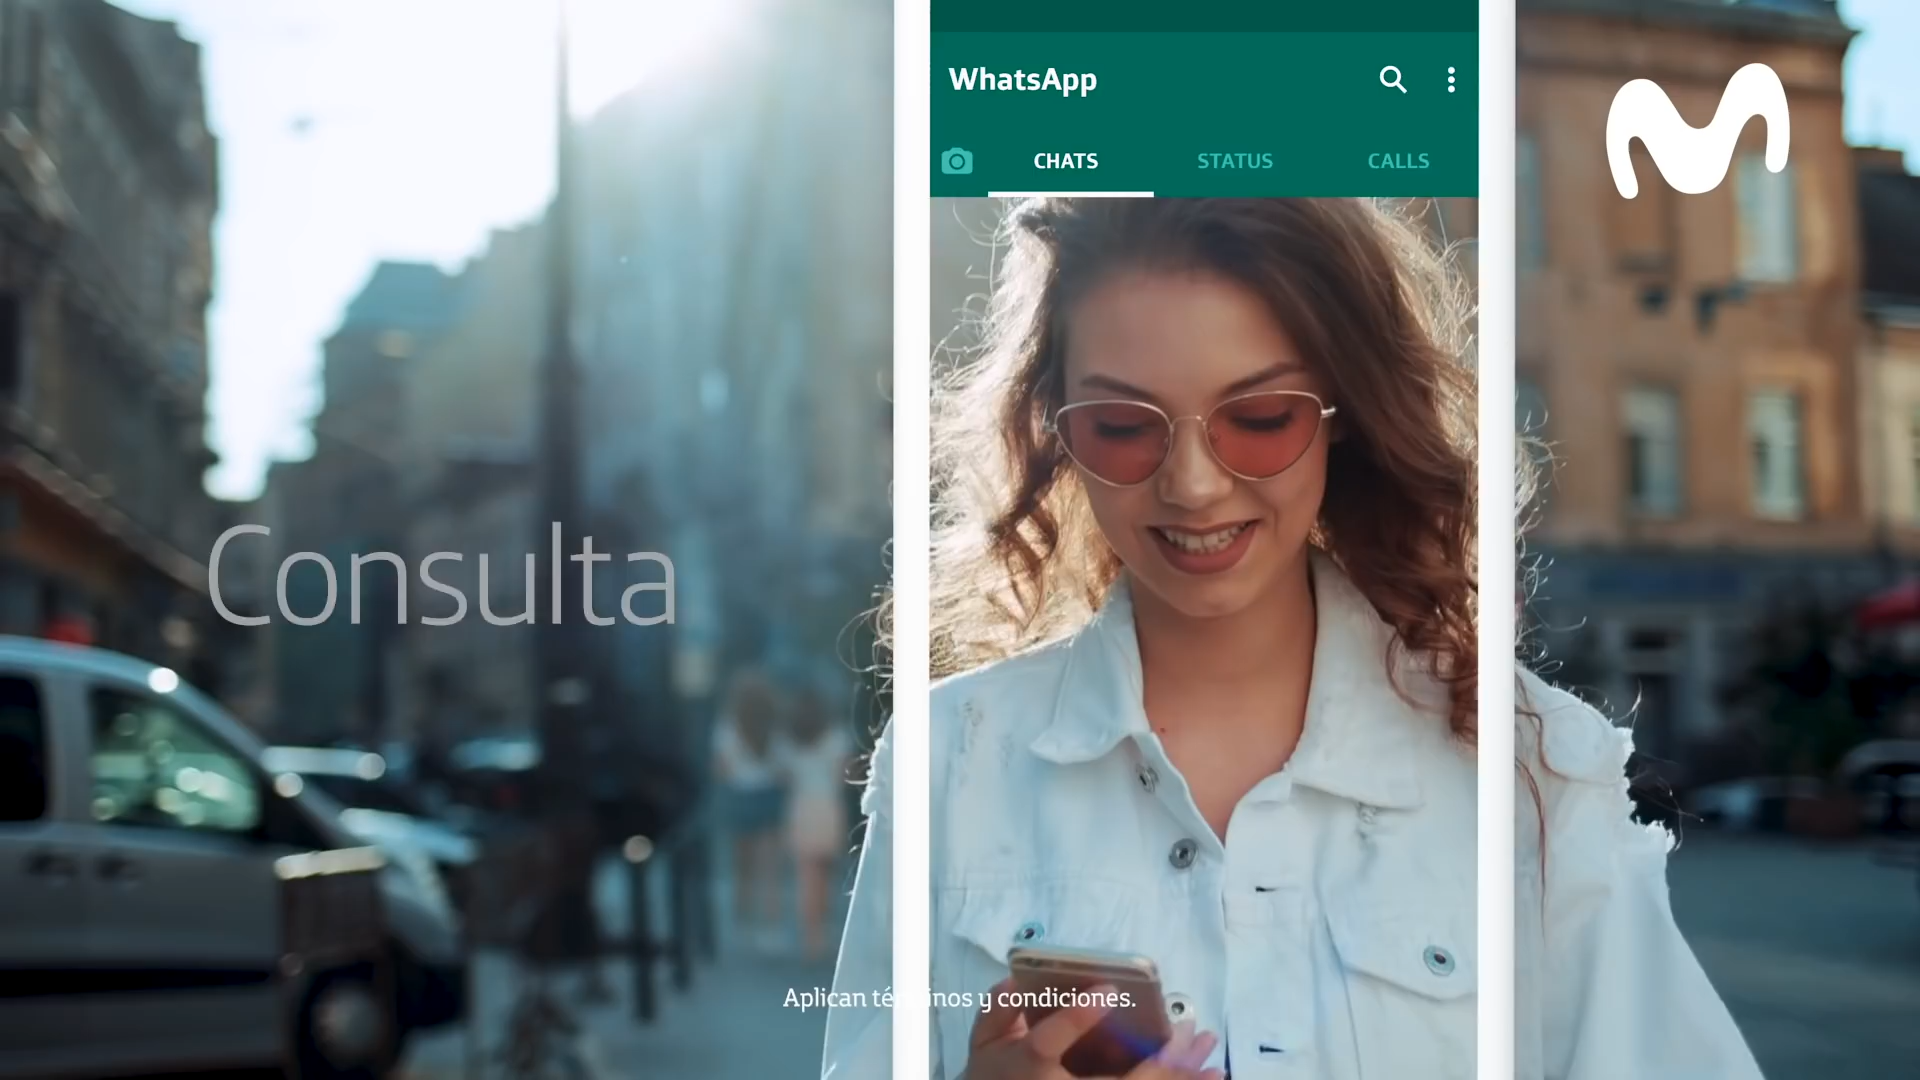 WhatsApp
CHATS STATUS CALLS
Consulta
Aplican términos y condiciones.